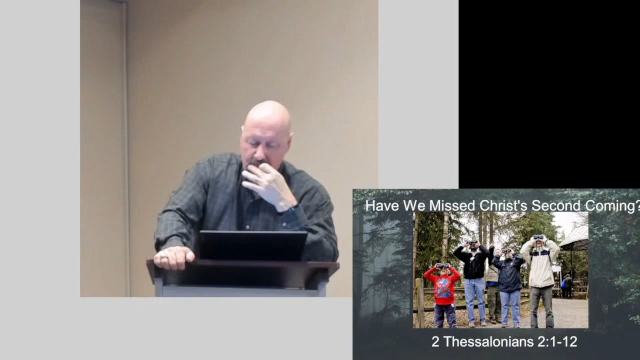 Have We Missed Christ's Second Coming?
2 Thessalonians 2:1-12